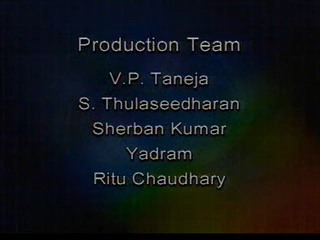 Production Team
V.P. Taneja
S. Thulaseedharan
Sherban Kumar
Yadram
Ritu Chaudhary